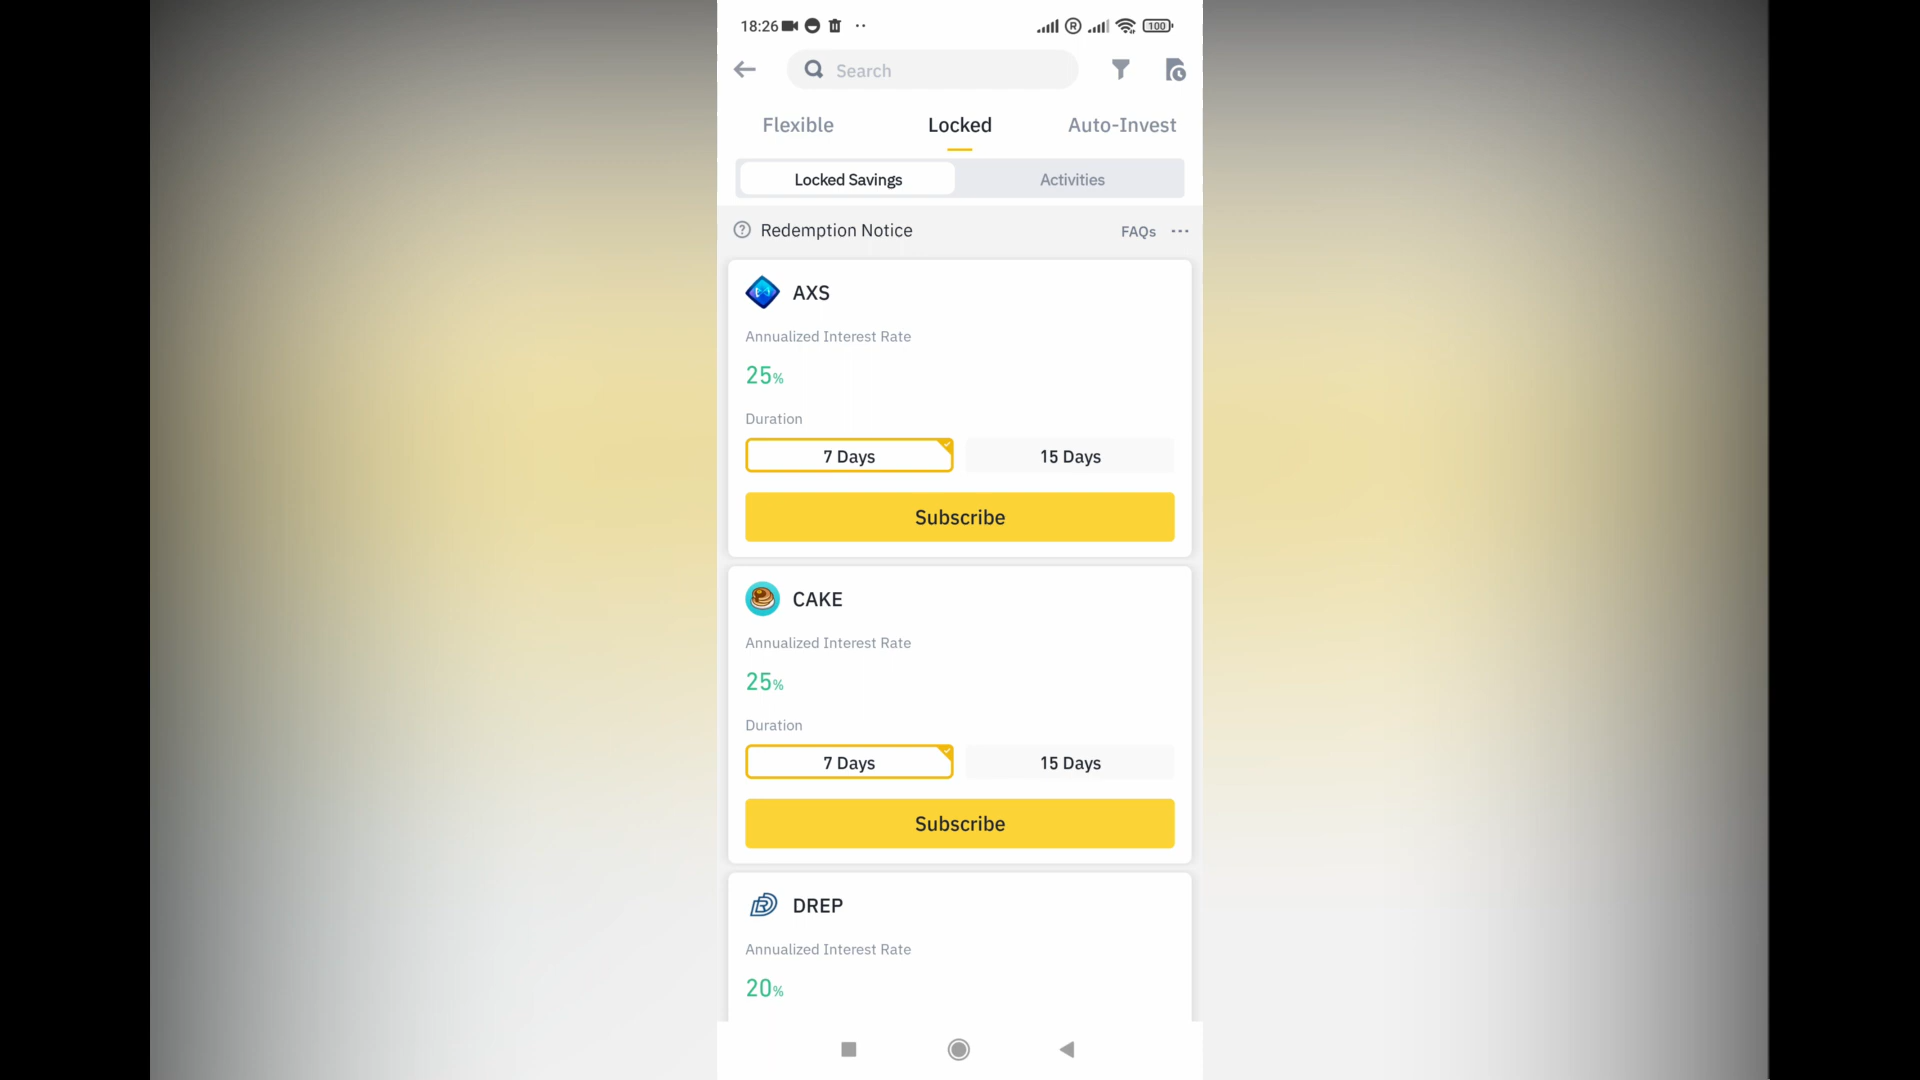 18:26
R
100
Search
Flexible Locked Auto-Invest
Locked Savings Activities
? Redemption Notice FAQs ···
AXS
Annualized Interest Rate
25%
Duration
7 Days 15 Days
Subscribe
CAKE
Annualized Interest Rate
25%
Duration
7 Days 15 Days
Subscribe
DREP
Annualized Interest Rate
20%